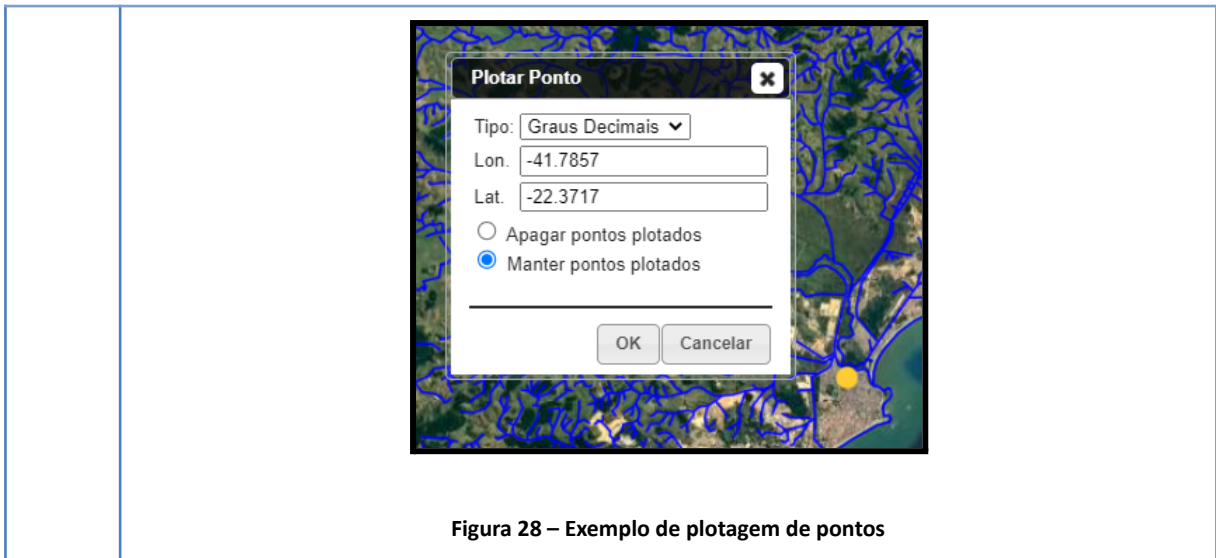 Plotar Ponto
Tipo: Graus Decimais
Lon. -41.7857
Lat. -22.3717
Apagar pontos plotados
Manter pontos plotados
OK Cancelar
Figura 28 – Exemplo de plotagem de pontos